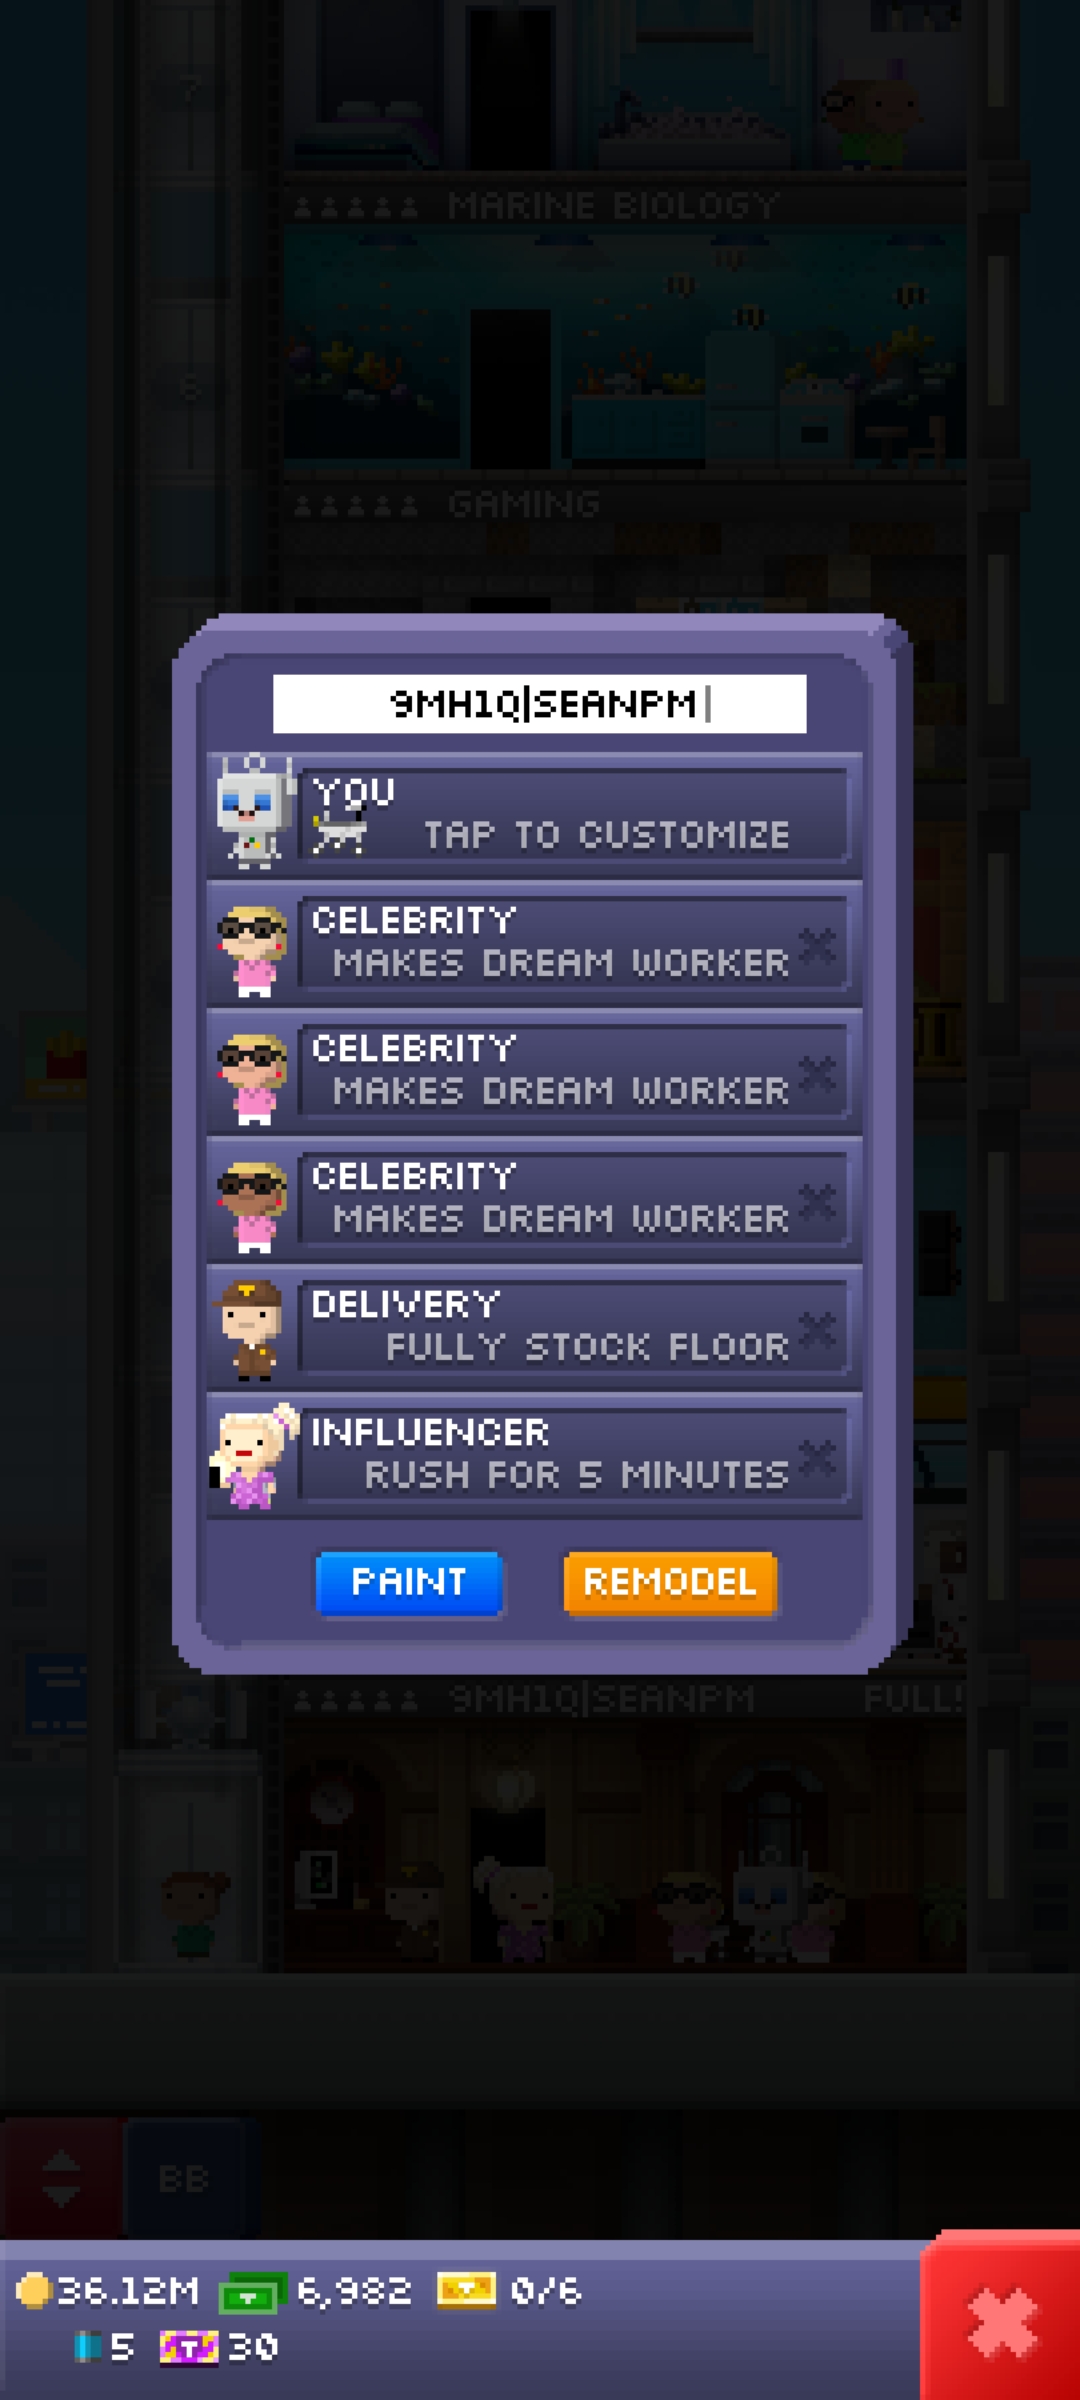 7
MARINE BIOLOGY
6
GAMING
9MH1Q|SEANPM
YOU
TAP TO CUSTOMIZE
CELEBRITY
MAKES DREAM WORKER
CELEBRITY
MAKES DREAM WORKER
CELEBRITY
MAKES DREAM WORKER
DELIVERY
FULLY STOCK FLOOR
INFLUENCER
RUSH FOR 5 MINUTES
PAINT REMODEL
9MH1Q|SEANPM FULL!
BB
36.12M 6,982 0/6
5 30